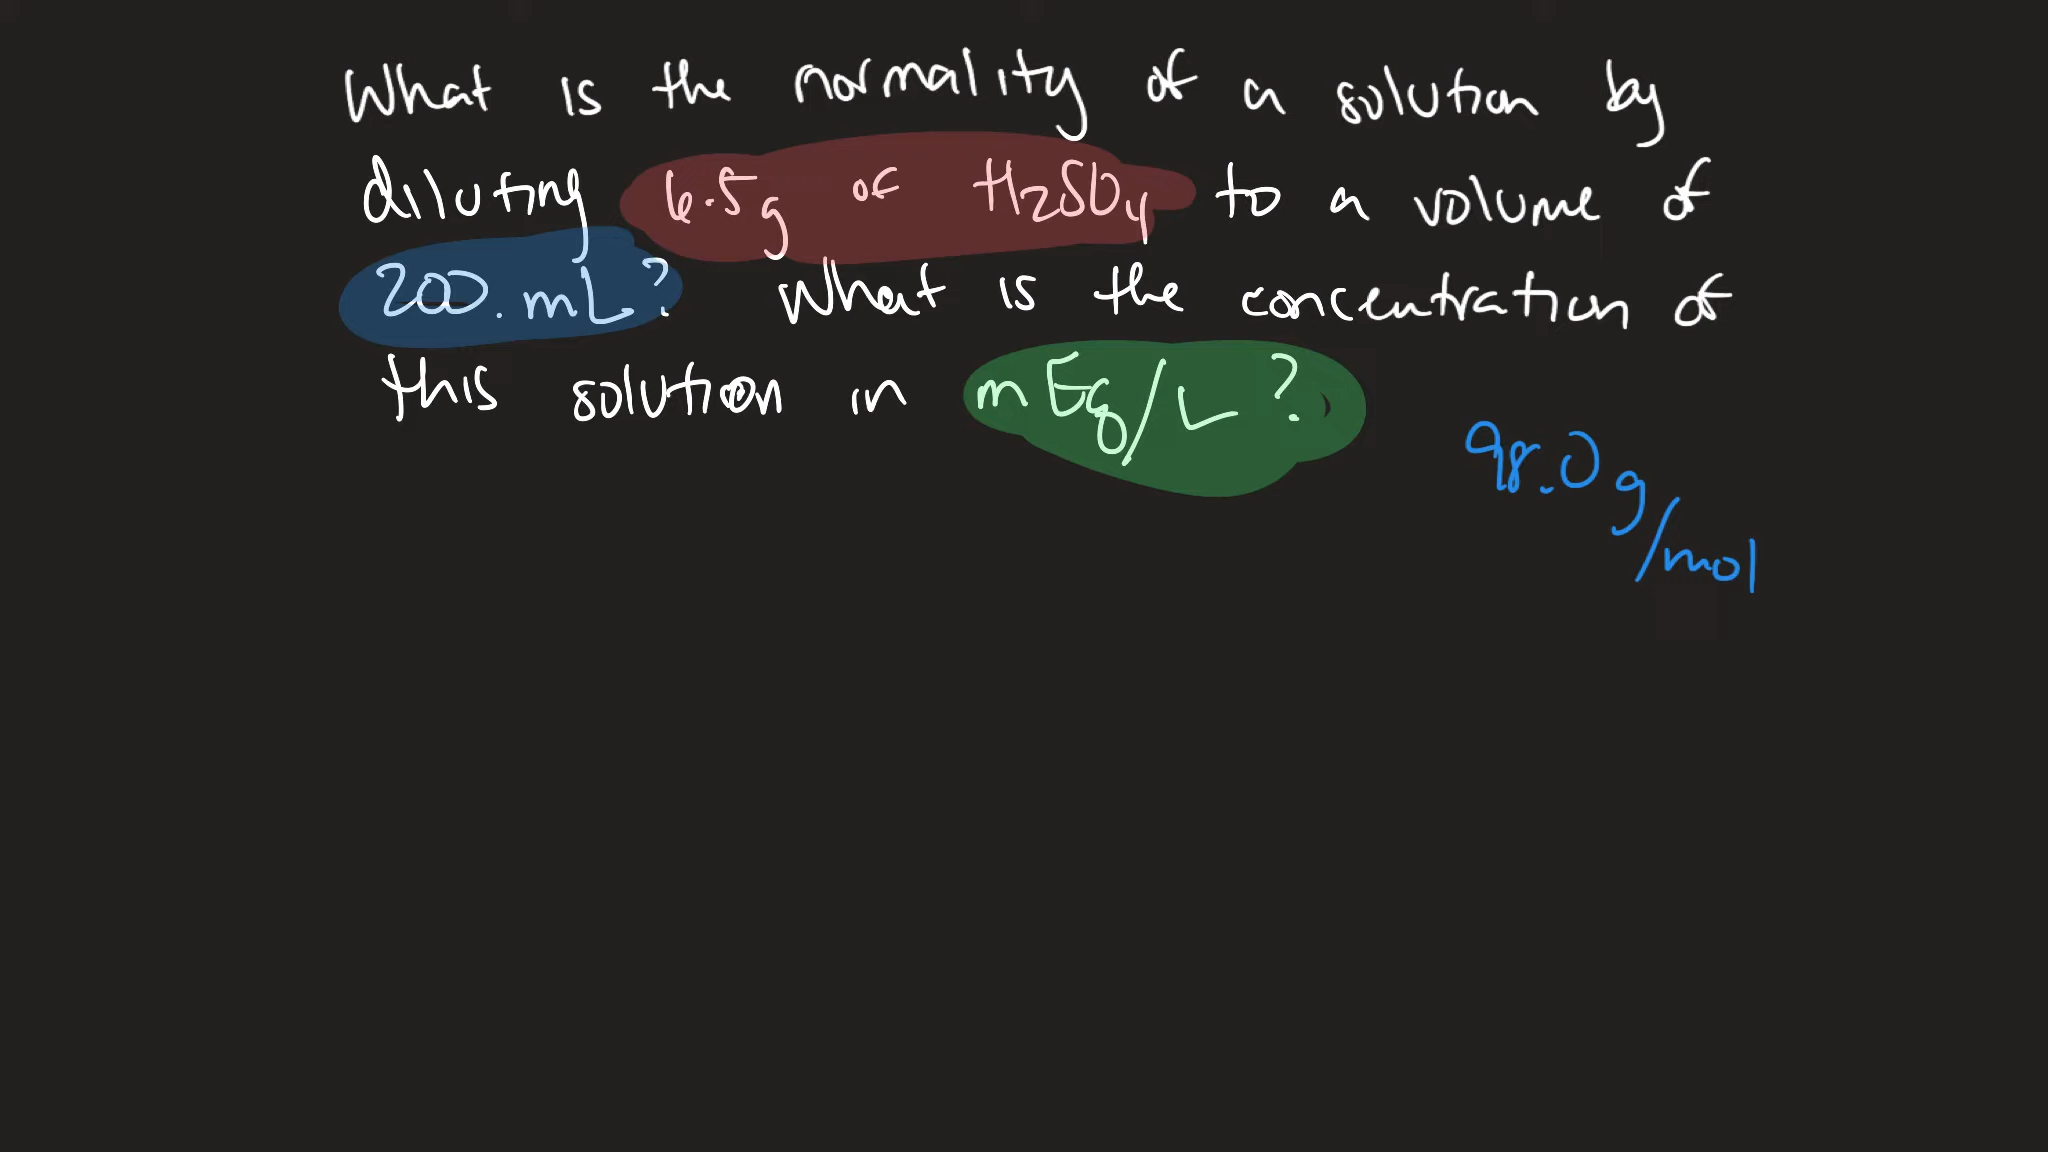 What is the normality of a solution by
diluting 6.5g of H₂SO₄ to a volume of
200. mL? What is the concentration of
this solution in mEq/L?
98.0 g/mol